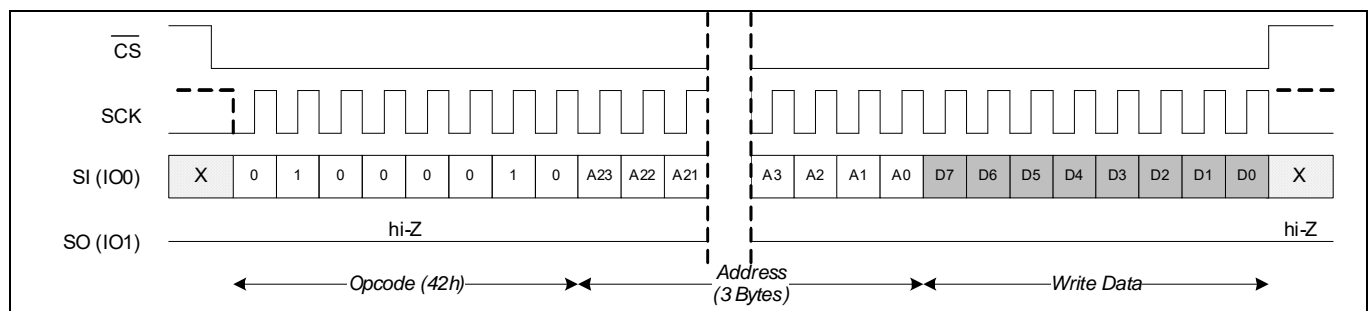 CS
SCK
SI (IO0) X 0 1 0 0 0 0 1 0 A23 A22 A21 A3 A2 A1 A0 D7 D6 D5 D4 D3 D2 D1 D0 X
hi-Z hi-Z
SO (IO1)
Opcode (42h) Address (3 Bytes) Write Data